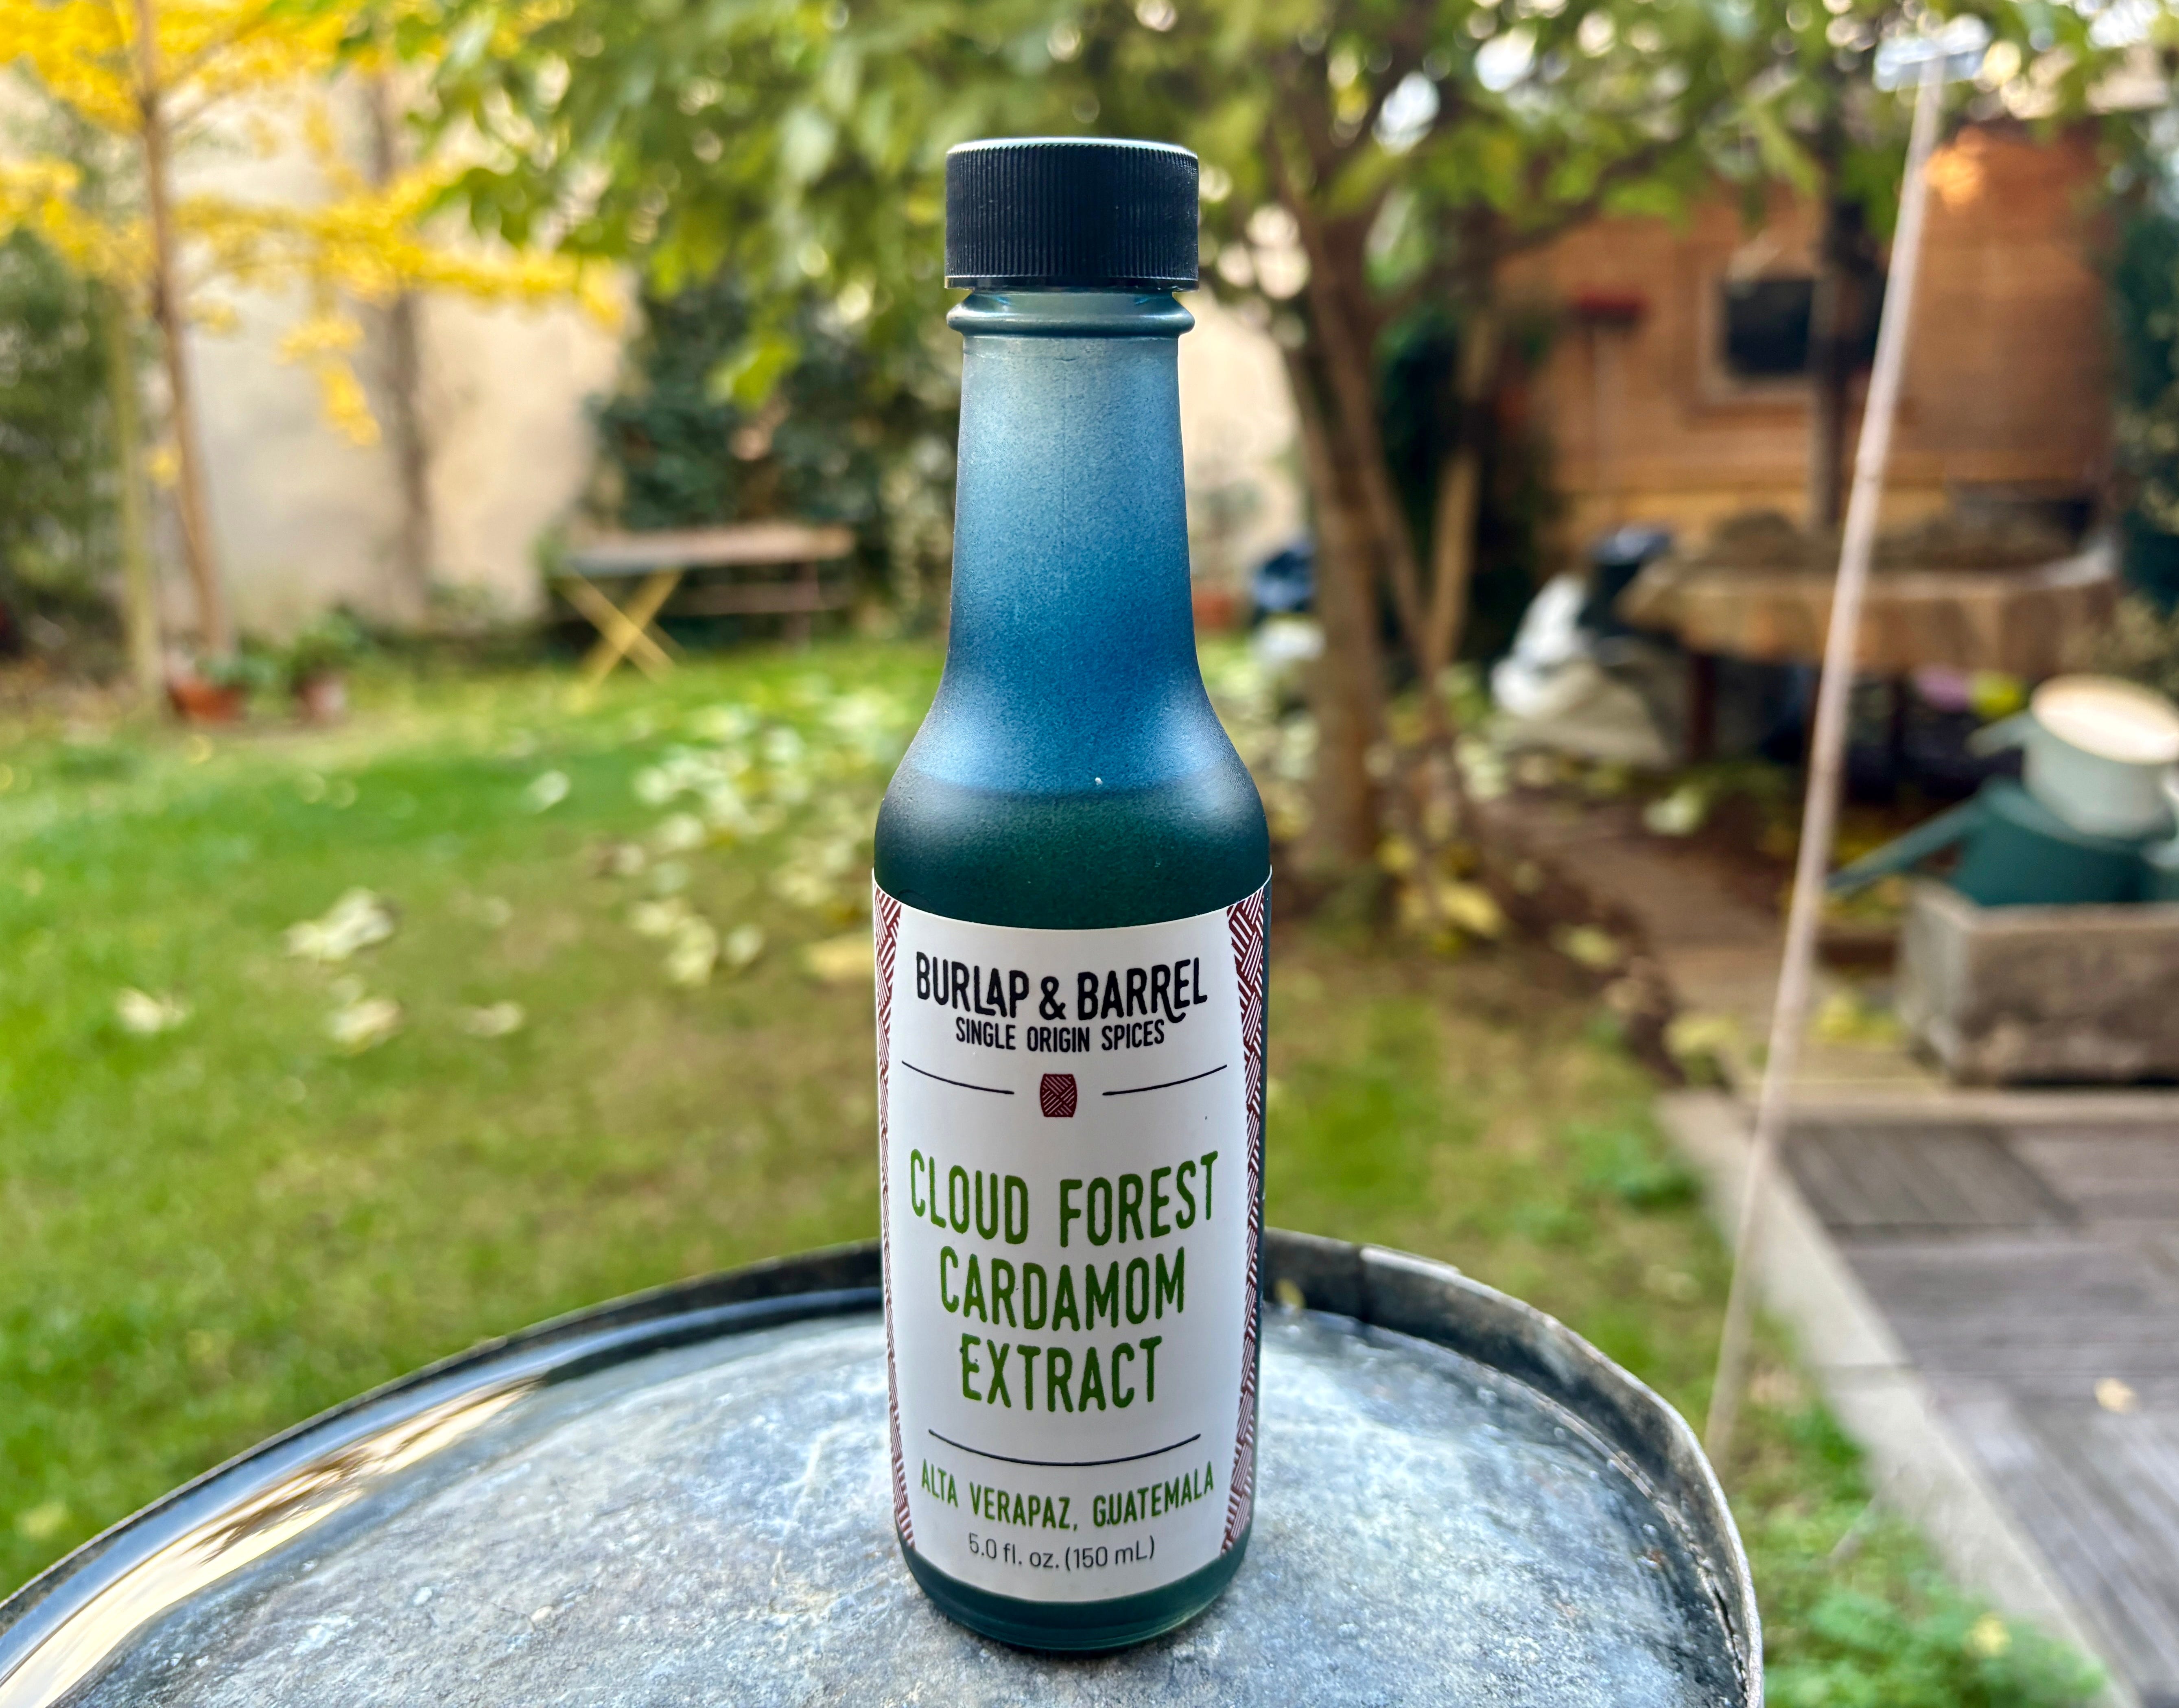 BURLAP & BARREL
SINGLE ORIGIN SPICES
CLOUD FOREST
CARDAMOM
EXTRACT
ALTA VERAPAZ, GUATEMALA
5.0 fl. oz. (150 mL)